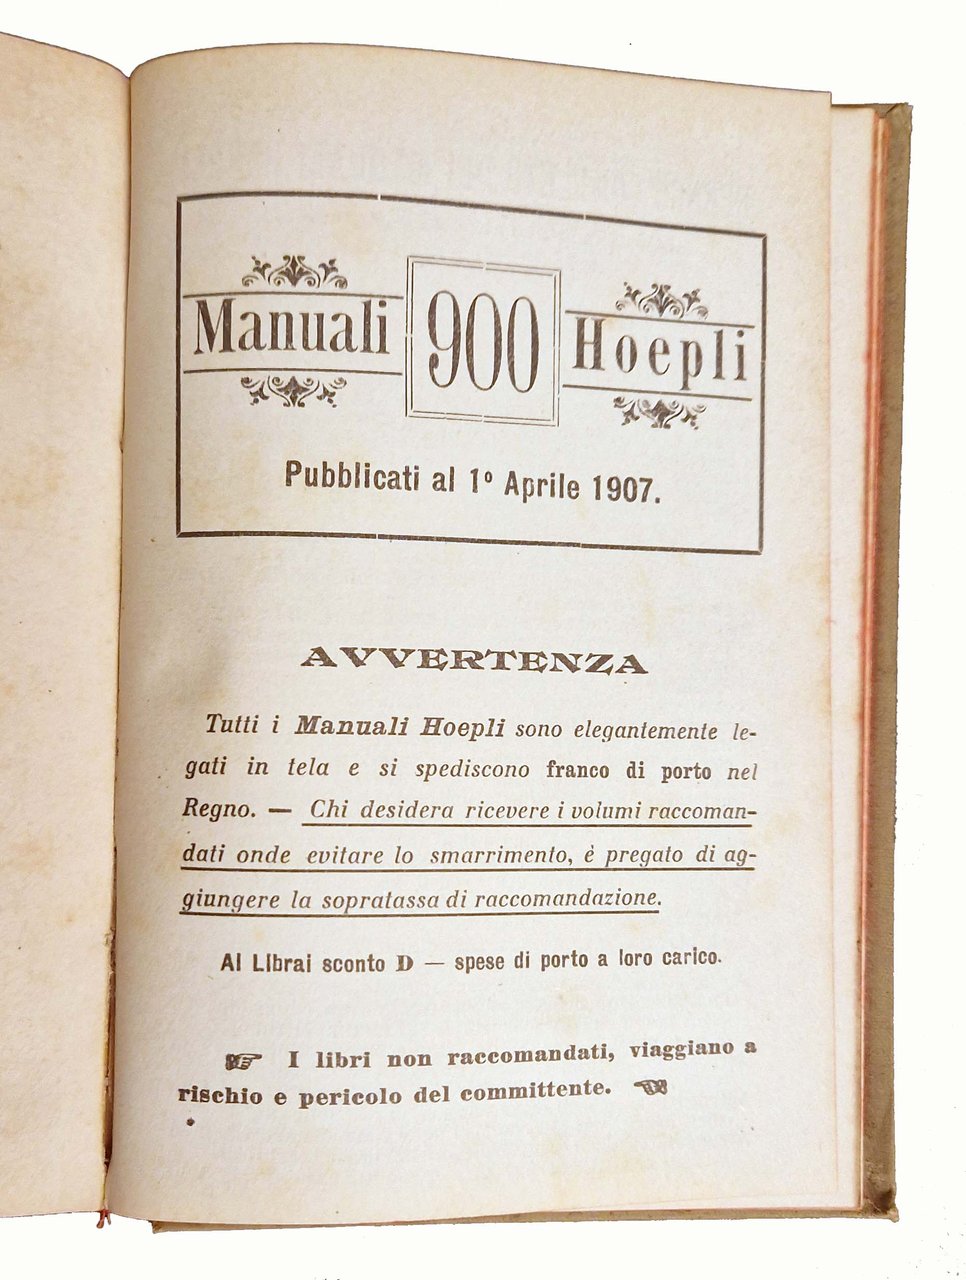 Manuali 900 Hoepli
Pubblicati al 1º Aprile 1907.
AVVERTENZA
Tutti i Manuali Hoepli sono elegantemente le-
gati in tela e si spediscono franco di porto nel
Regno. — Chi desidera ricevere i volumi raccoman-
dati onde evitare lo smarrimento, è pregato di ag-
giungere la sopratassa di raccomandazione.
Ai Librai sconto D — spese di porto a loro carico.
☞ I libri non raccomandati, viaggiano a
rischio e pericolo del committente. ☜